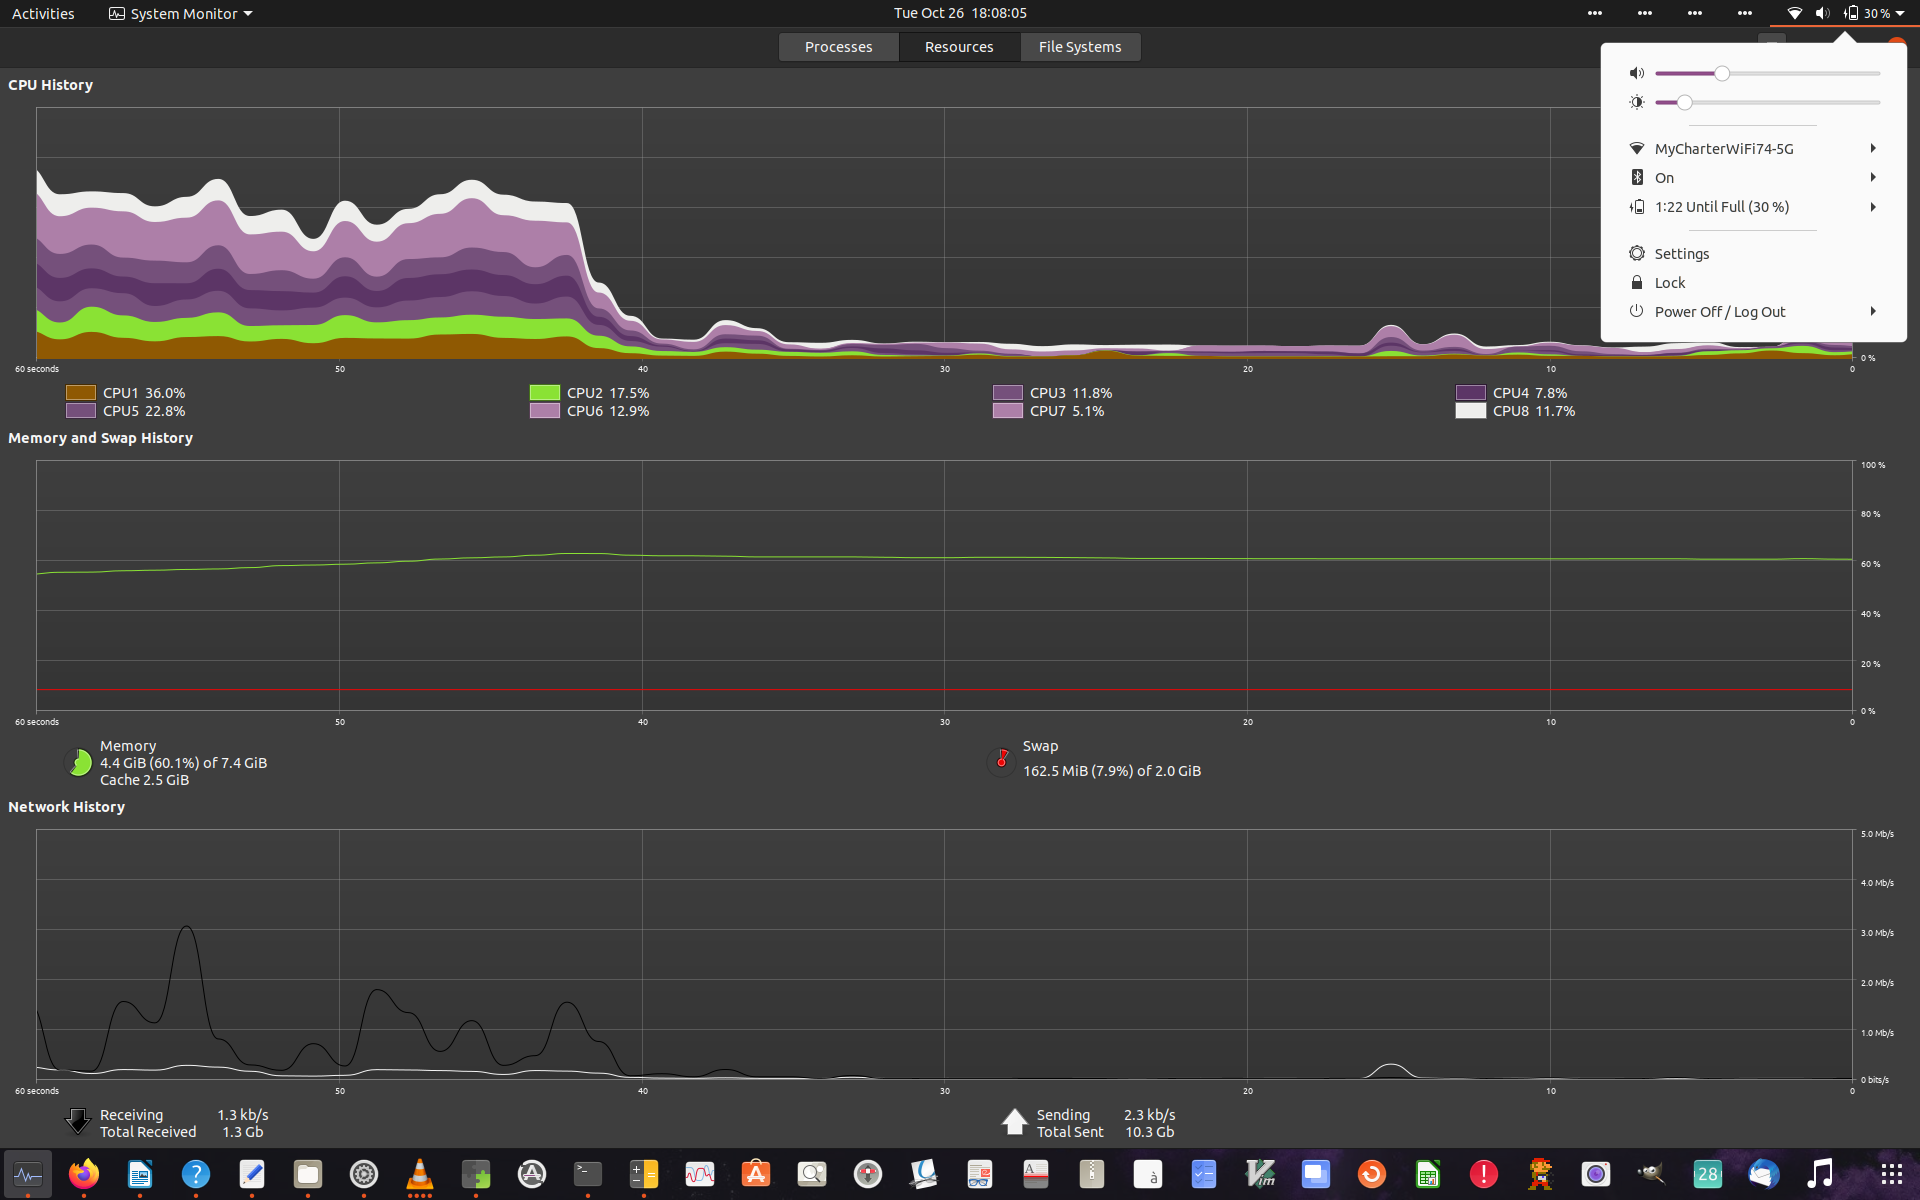 Activities
System Monitor
Tue Oct 26 18:08:05
30 %
Processes
Resources
File Systems
CPU History
MyCharterWiFi74-5G
On
1:22 Until Full (30 %)
Settings
Lock
Power Off / Log Out
0 %
60 seconds 50 40 30 20 10 0
CPU1 36.0% CPU2 17.5% CPU3 11.8% CPU4 7.8%
CPU5 22.8% CPU6 12.9% CPU7 5.1% CPU8 11.7%
Memory and Swap History
100 %
80 %
60 %
40 %
20 %
0 %
60 seconds 50 40 30 20 10 0
Memory
4.4 GiB (60.1%) of 7.4 GiB
Cache 2.5 GiB
Swap
162.5 MiB (7.9%) of 2.0 GiB
Network History
5.0 Mb/s
4.0 Mb/s
3.0 Mb/s
2.0 Mb/s
1.0 Mb/s
0 bits/s
60 seconds 50 40 30 20 10 0
Receiving 1.3 kb/s
Total Received 1.3 Gb
Sending 2.3 kb/s
Total Sent 10.3 Gb
A
à
Vim
28